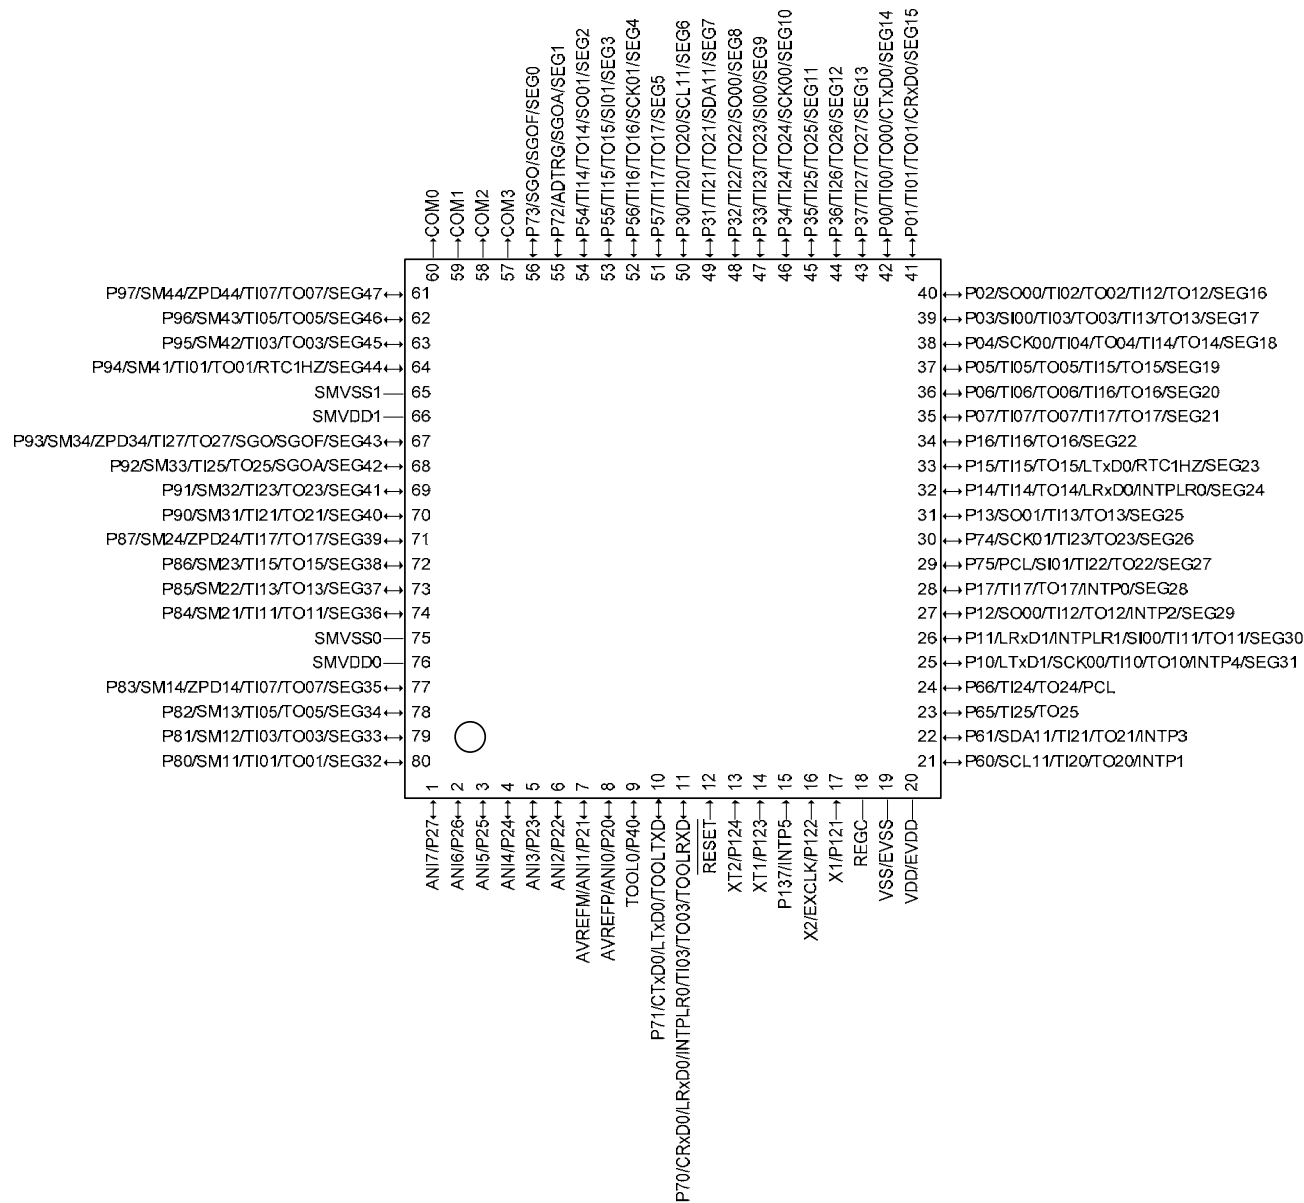 COM0
COM1
COM2
COM3
P73/SGO/SGOF/SEG0
P72/ADTRG/SGOA/SEG1
P54/TI14/TO14/SO01/SEG2
P55/TI15/TO15/SI01/SEG3
P56/TI16/TO16/SCK01/SEG4
P57/TI17/TO17/SEG5
P30/TI20/TO20/SCL11/SEG6
P31/TI21/TO21/SDA11/SEG7
P32/TI22/TO22/SO00/SEG8
P33/TI23/TO23/SI00/SEG9
P34/TI24/TO24/SCK00/SEG10
P35/TI25/TO25/SEG11
P36/TI26/TO26/SEG12
P37/TI27/TO27/SEG13
P00/TI00/TO00/CTxD0/SEG14
P01/TI01/TO01/CRxD0/SEG15
60 59 58 57 56 55 54 53 52 51 50 49 48 47 46 45 44 43 42 41
P97/SM44/ZPD44/TI07/TO07/SEG47 61
P96/SM43/TI05/TO05/SEG46 62
P95/SM42/TI03/TO03/SEG45 63
P94/SM41/TI01/TO01/RTC1HZ/SEG44 64
SMVSS1 65
SMVDD1 66
P93/SM34/ZPD34/TI27/TO27/SGO/SGOF/SEG43 67
P92/SM33/TI25/TO25/SGOA/SEG42 68
P91/SM32/TI23/TO23/SEG41 69
P90/SM31/TI21/TO21/SEG40 70
P87/SM24/ZPD24/TI17/TO17/SEG39 71
P86/SM23/TI15/TO15/SEG38 72
P85/SM22/TI13/TO13/SEG37 73
P84/SM21/TI11/TO11/SEG36 74
SMVSS0 75
SMVDD0 76
P83/SM14/ZPD14/TI07/TO07/SEG35 77
P82/SM13/TI05/TO05/SEG34 78
P81/SM12/TI03/TO03/SEG33 79
P80/SM11/TI01/TO01/SEG32 80
40 P02/SO00/TI02/TO02/TI12/TO12/SEG16
39 P03/SI00/TI03/TO03/TI13/TO13/SEG17
38 P04/SCK00/TI04/TO04/TI14/TO14/SEG18
37 P05/TI05/TO05/TI15/TO15/SEG19
36 P06/TI06/TO06/TI16/TO16/SEG20
35 P07/TI07/TO07/TI17/TO17/SEG21
34 P16/TI16/TO16/SEG22
33 P15/TI15/TO15/LTxD0/RTC1HZ/SEG23
32 P14/TI14/TO14/LRxD0/INTPLR0/SEG24
31 P13/SO01/TI13/TO13/SEG25
30 P74/SCK01/TI23/TO23/SEG26
29 P75/PCL/SI01/TI22/TO22/SEG27
28 P17/TI17/TO17/INTP0/SEG28
27 P12/SO00/TI12/TO12/INTP2/SEG29
26 P11/LRxD1/INTPLR1/SI00/TI11/TO11/SEG30
25 P10/LTxD1/SCK00/TI10/TO10/INTP4/SEG31
24 P66/TI24/TO24/PCL
23 P65/TI25/TO25
22 P61/SDA11/TI21/TO21/INTP3
21 P60/SCL11/TI20/TO20/INTP1
1 2 3 4 5 6 7 8 9 10 11 12 13 14 15 16 17 18 19 20
ANI7/P27
ANI6/P26
ANI5/P25
ANI4/P24
ANI3/P23
ANI2/P22
AVREFM/ANI1/P21
AVREFP/ANI0/P20
TOOL0/P40
P71/CTxD0/LTxD0/TOOLTXD
P70/CRxD0/LRxD0/INTPLR0/TI03/TO03/TOOLRXD
RESET
XT2/P124
XT1/P123
P137/INTP5
X2/EXCLK/P122
X1/P121
REGC
VSS/EVSS
VDD/EVDD